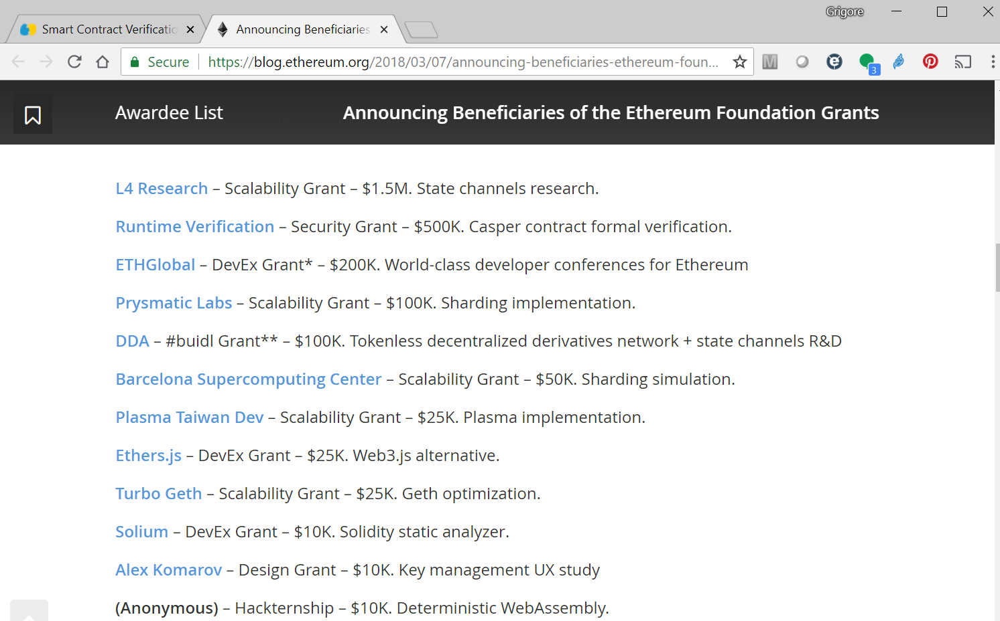 Grigore
Smart Contract Verificatio
Announcing Beneficiaries
Secure https://blog.ethereum.org/2018/03/07/announcing-beneficiaries-ethereum-foun...
M
e
3
Awardee List Announcing Beneficiaries of the Ethereum Foundation Grants
L4 Research – Scalability Grant – $1.5M. State channels research.
Runtime Verification – Security Grant – $500K. Casper contract formal verification.
ETHGlobal – DevEx Grant* – $200K. World-class developer conferences for Ethereum
Prysmatic Labs – Scalability Grant – $100K. Sharding implementation.
DDA – #buidl Grant** – $100K. Tokenless decentralized derivatives network + state channels R&D
Barcelona Supercomputing Center – Scalability Grant – $50K. Sharding simulation.
Plasma Taiwan Dev – Scalability Grant – $25K. Plasma implementation.
Ethers.js – DevEx Grant – $25K. Web3.js alternative.
Turbo Geth – Scalability Grant – $25K. Geth optimization.
Solium – DevEx Grant – $10K. Solidity static analyzer.
Alex Komarov – Design Grant – $10K. Key management UX study
(Anonymous) – Hackternship – $10K. Deterministic WebAssembly.